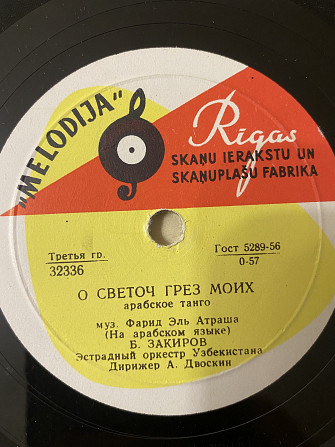 "MELODIJA"
Rīgas
SKAŅU IERAKSTU UN
SKAŅUPLAŠU FABRIKA
Третья гр.
32336
Гост 5289-56
0-57
О СВЕТОЧ ГРЕЗ МОИХ
арабское танго
муз. Фарид Эль Атраша
(На арабском языке)
Б. ЗАКИРОВ
Эстрадный оркестр Узбекистана
Дирижер А. Двоскин